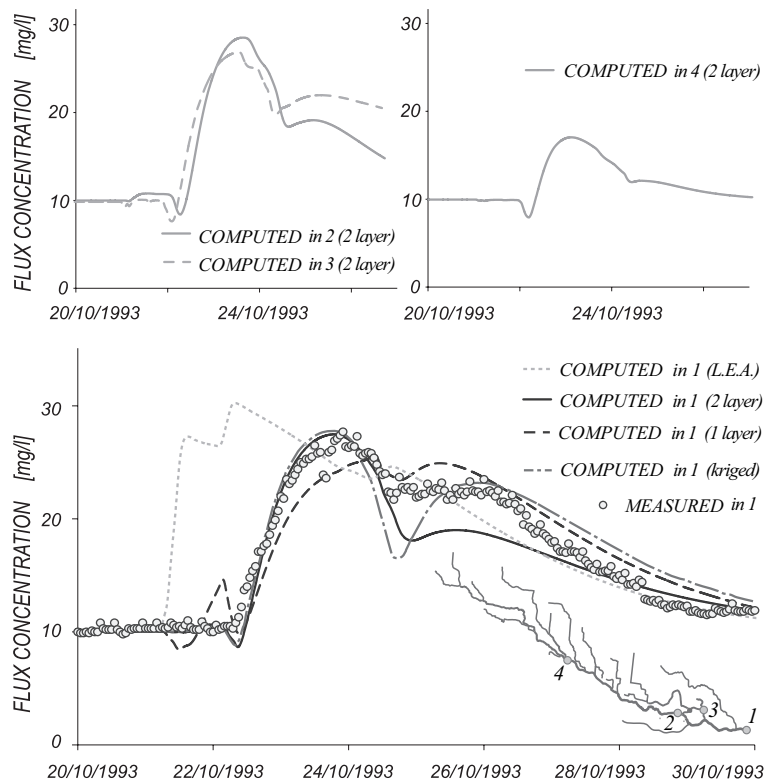 FLUX CONCENTRATION [mg/l]
30
20
10
0
COMPUTED in 2 (2 layer)
COMPUTED in 3 (2 layer)
20/10/1993
24/10/1993
30
20
10
0
FLUX CONCENTRATION [mg/l]
COMPUTED in 4 (2 layer)
20/10/1993
24/10/1993
FLUX CONCENTRATION [mg/l]
30
20
10
0
COMPUTED in 1 (L.E.A.)
COMPUTED in 1 (2 layer)
COMPUTED in 1 (1 layer)
COMPUTED in 1 (kriged)
MEASURED in 1
4
2
3
1
20/10/1993
22/10/1993
24/10/1993
26/10/1993
28/10/1993
30/10/1993